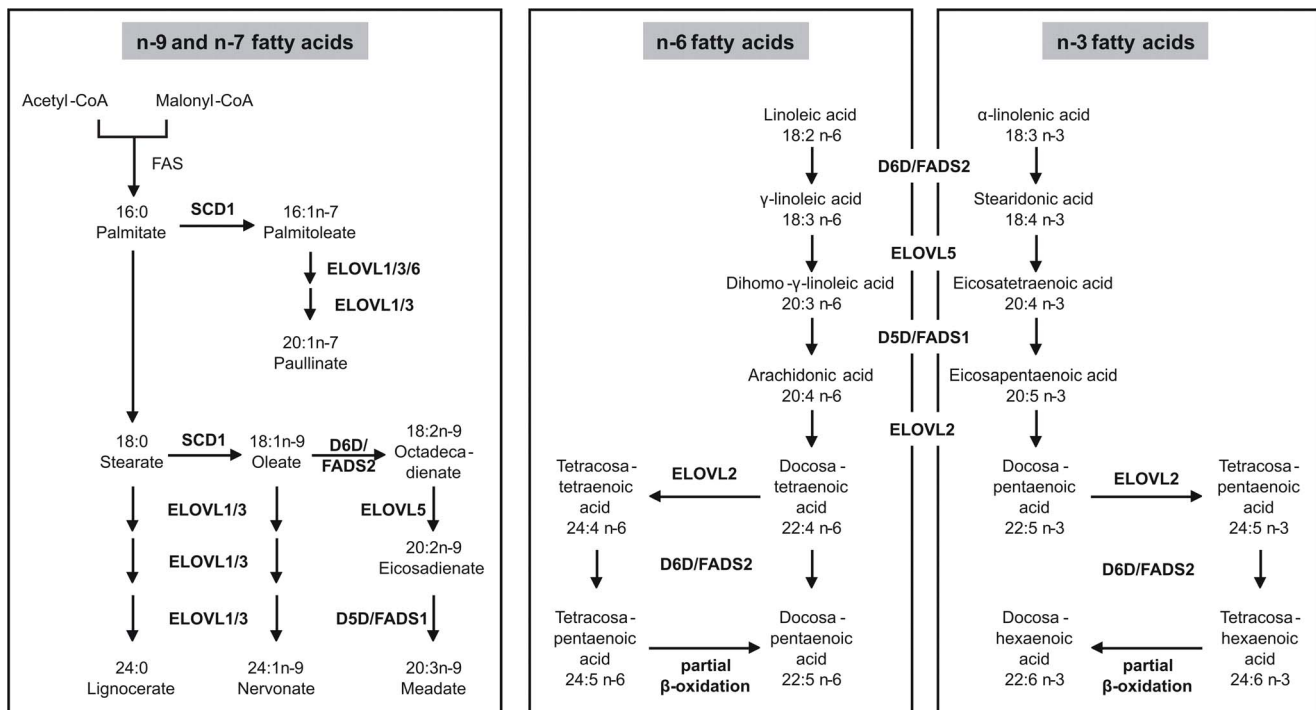 n-9 and n-7 fatty acids
Acetyl-CoA
Malonyl-CoA
FAS
16:0
Palmitate
SCD1
16:1n-7
Palmitoleate
ELOVL1/3/6
ELOVL1/3
20:1n-7
Paullinate
18:0
Stearate
SCD1
18:1n-9
Oleate
D6D/
FADS2
18:2n-9
Octadeca-
dienate
ELOVL1/3
ELOVL5
ELOVL1/3
20:2n-9
Eicosadienate
ELOVL1/3
D5D/FADS1
24:0
Lignocerate
24:1n-9
Nervonate
20:3n-9
Meadate
n-6 fatty acids
Linoleic acid
18:2 n-6
γ-linoleic acid
18:3 n-6
Dihomo-γ-linoleic acid
20:3 n-6
Arachidonic acid
20:4 n-6
Tetracosa-
tetraenoic
acid
24:4 n-6
ELOVL2
Docosa-
tetraenoic
acid
22:4 n-6
D6D/FADS2
Tetracosa-
pentaenoic
acid
24:5 n-6
partial
β-oxidation
Docosa-
pentaenoic
acid
22:5 n-6
D6D/FADS2
ELOVL5
D5D/FADS1
ELOVL2
n-3 fatty acids
α-linolenic acid
18:3 n-3
Stearidonic acid
18:4 n-3
Eicosatetraenoic acid
20:4 n-3
Eicosapentaenoic acid
20:5 n-3
Docosa-
pentaenoic
acid
22:5 n-3
ELOVL2
Tetracosa-
pentaenoic
acid
24:5 n-3
D6D/FADS2
Docosa-
hexaenoic
acid
22:6 n-3
partial
β-oxidation
Tetracosa-
hexaenoic
acid
24:6 n-3